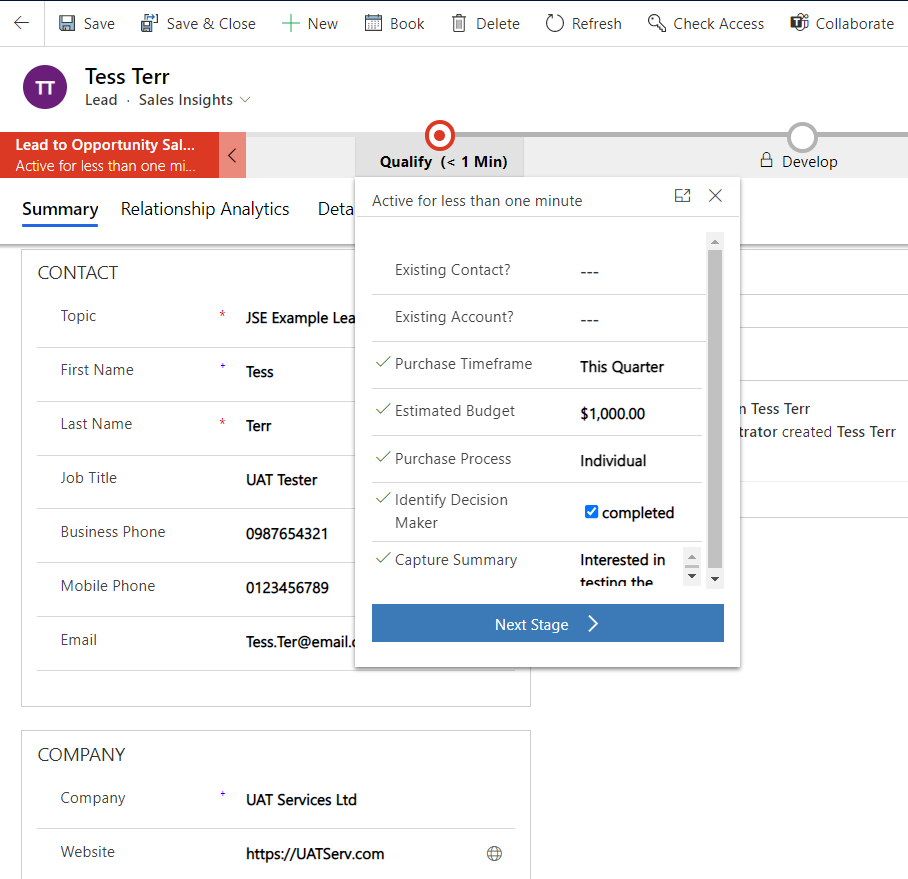 Save
Save & Close
New
Book
Delete
Refresh
Check Access
Collaborate
TT
Tess Terr
Lead · Sales Insights
Lead to Opportunity Sal...
Active for less than one mi...
Qualify (< 1 Min)
Develop
Summary
Relationship Analytics
Deta
Active for less than one minute
Existing Contact? ---
Existing Account? ---
Purchase Timeframe This Quarter
Estimated Budget $1,000.00
Purchase Process Individual
Identify Decision
Maker
completed
Capture Summary
Interested in
testing the
Next Stage
CONTACT
Topic * JSE Example Lea
First Name + Tess
Last Name * Terr
Job Title UAT Tester
Business Phone 0987654321
Mobile Phone 0123456789
Email Tess.Ter@email.c
n Tess Terr
trator created Tess Terr
COMPANY
Company + UAT Services Ltd
Website https://UATServ.com